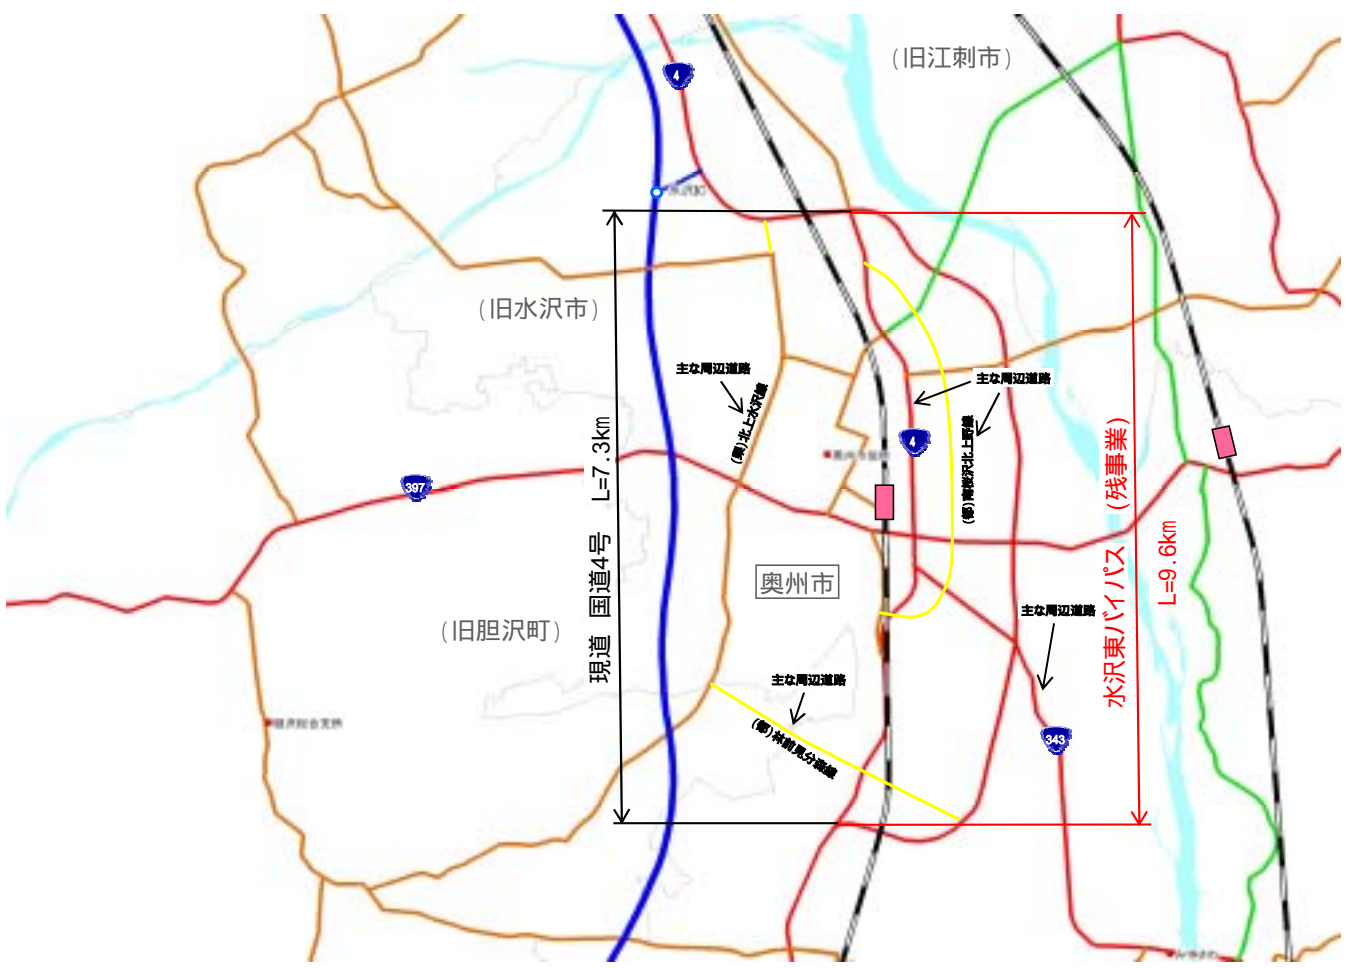 (旧江刺市)
4
(旧水沢市)
主な周辺道路
主な周辺道路
(県)北上水沢線
4
(都)南桜沢北上野線
397
現道 国道4号 L=7.3km
水沢東バイパス (残事業)
L=9.6km
奥州市
(旧胆沢町)
主な周辺道路
主な周辺道路
(都)林前見分森線
343